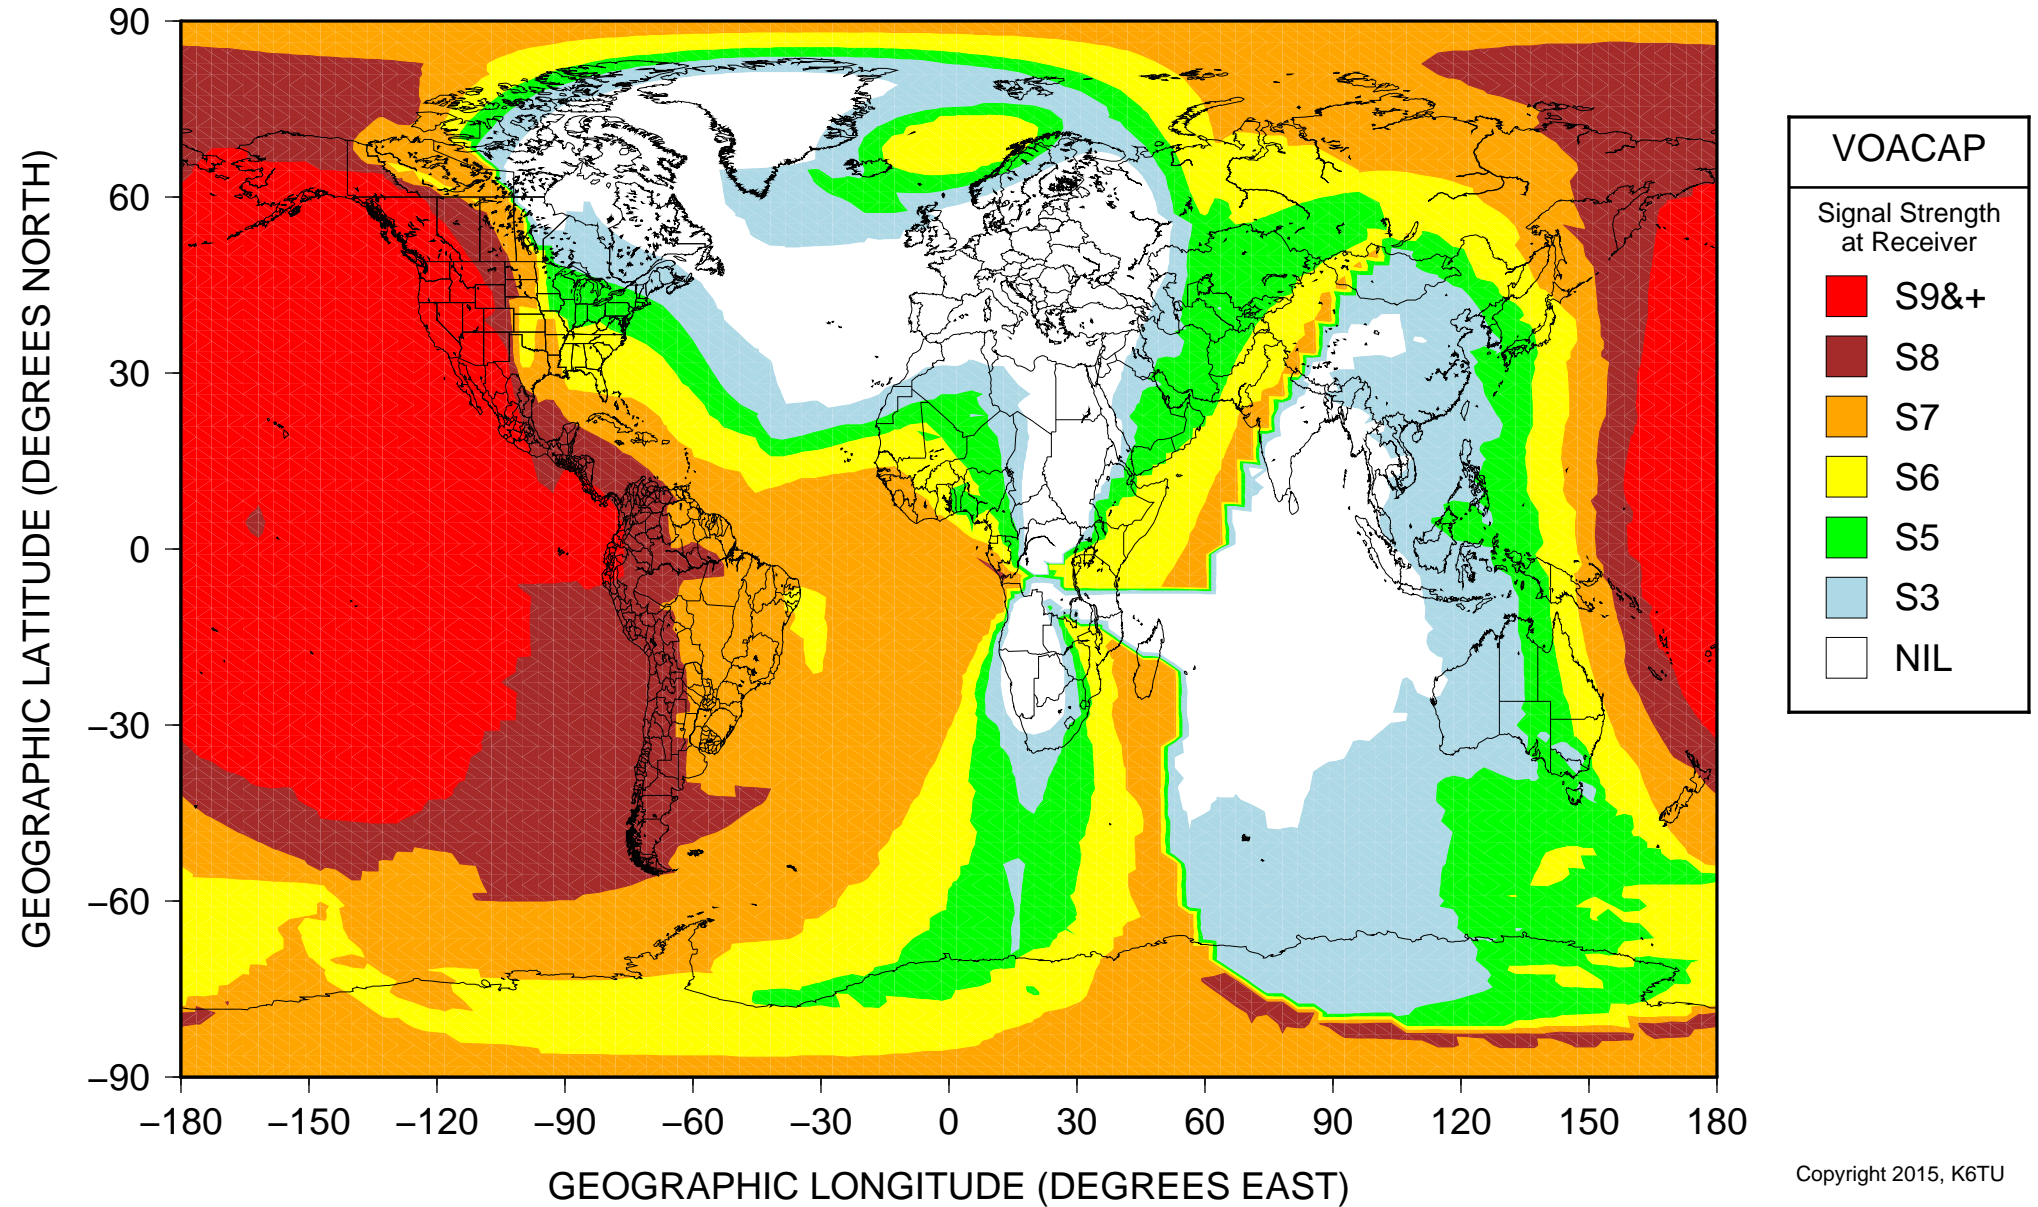 90
60
30
0
−30
−60
−90
GEOGRAPHIC LATITUDE (DEGREES NORTH)
−180 −150 −120 −90 −60 −30 0 30 60 90 120 150 180
GEOGRAPHIC LONGITUDE (DEGREES EAST)
VOACAP
Signal Strength
at Receiver
S9&+
S8
S7
S6
S5
S3
NIL
Copyright 2015, K6TU